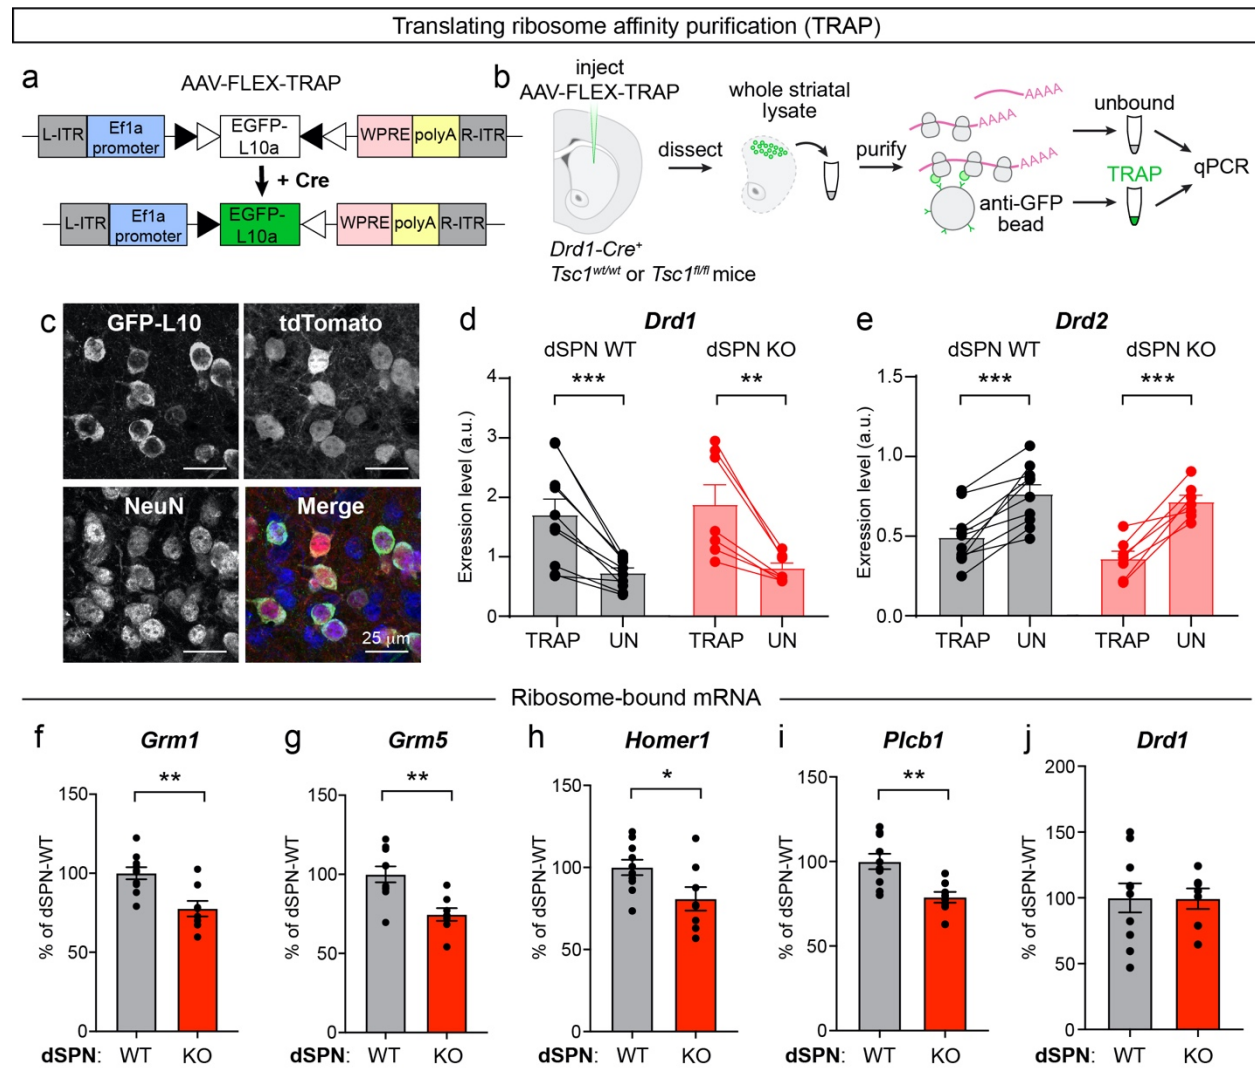 Translating ribosome affinity purification (TRAP)
a
AAV-FLEX-TRAP
L-ITR
Ef1a
promoter
EGFP-
L10a
WPRE
polyA
R-ITR
+ Cre
L-ITR
Ef1a
promoter
EGFP-
L10a
WPRE
polyA
R-ITR
b
inject
AAV-FLEX-TRAP
dissect
Drd1-Cre+
Tsc1wt/wt or Tsc1fl/fl mice
whole striatal
lysate
purify
AAAA
AAAA
AAAA
anti-GFP
bead
unbound
TRAP
qPCR
c
GFP-L10
tdTomato
NeuN
Merge
25 µm
d
Drd1
dSPN WT
dSPN KO
***
**
Exression level (a.u.)
4
3
2
1
0
TRAP
UN
TRAP
UN
e
Drd2
dSPN WT
dSPN KO
***
***
Exression level (a.u.)
1.5
1.0
0.5
0.0
TRAP
UN
TRAP
UN
Ribosome-bound mRNA
f
Grm1
**
% of dSPN-WT
150
100
50
0
dSPN: WT KO
g
Grm5
**
% of dSPN-WT
150
100
50
0
dSPN: WT KO
h
Homer1
*
% of dSPN-WT
150
100
50
0
dSPN: WT KO
i
Plcb1
**
% of dSPN-WT
150
100
50
0
dSPN: WT KO
j
Drd1
% of dSPN-WT
200
150
100
50
0
dSPN: WT KO